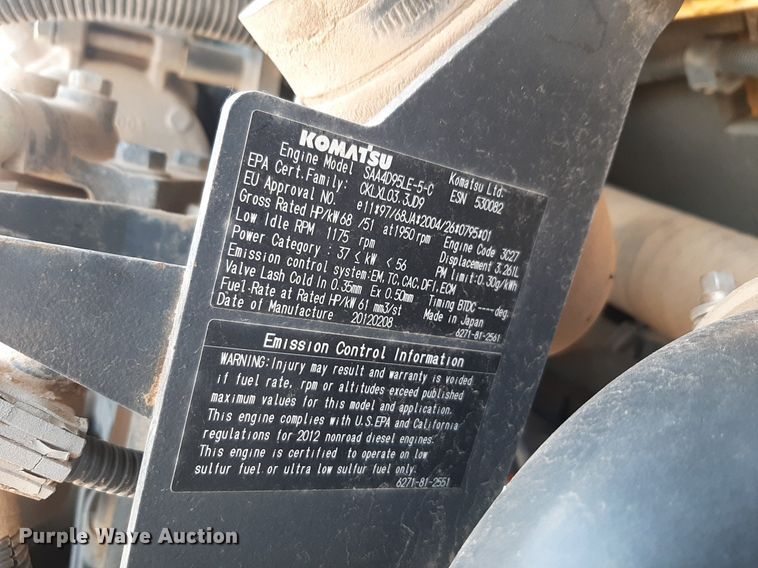 KOMATSU
Engine Model SAA4D95LE-5-C Komatsu Ltd.
EPA Cert.Family: CKLXL03.3JD9 ESN 530082
EU Approval NO. e11*97/68JA*2004/26*0795*01
Gross Rated HP/kW 68 /51 at 1950 rpm Engine Code 3C27
Low Idle RPM 1175 rpm Displacement 3.261L
Power Category : 37 < kW < 56 PM limit:0.30g/kWh
Emission control system:EM,TC,CAC,DFI,ECM
Valve Lash Cold In 0.35mm Ex 0.50mm Timing BTDC ---- deg.
Fuel-Rate at Rated HP/kW 61 mm3/st Made in Japan
Date of Manufacture 20120208 6271-81-2561
Emission Control Information
WARNING:Injury may result and warranty is voided
if fuel rate, rpm or altitudes exceed published
maximum values for this model and application.
This engine complies with U.S.EPA and California
regulations for 2012 nonroad diesel engines.
This engine is certified to operate on low
sulfur fuel or ultra low sulfur fuel only.
6271-81-2551
Purple Wave Auction